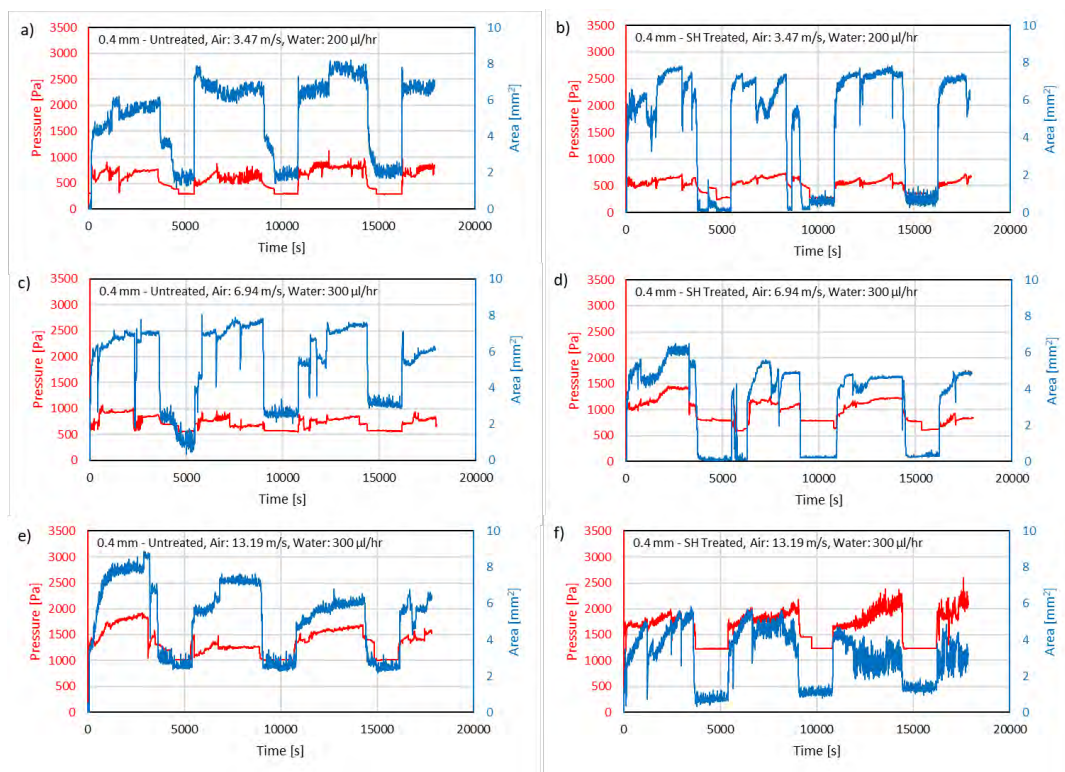 a)
0.4 mm - Untreated, Air: 3.47 m/s, Water: 200 µl/hr
Pressure [Pa]
3500
3000
2500
2000
1500
1000
500
0
Area [mm²]
10
8
6
4
2
0
0 5000 10000 15000 20000
Time [s]
b)
0.4 mm - SH Treated, Air: 3.47 m/s, Water: 200 µl/hr
Pressure [Pa]
3500
3000
2500
2000
1500
1000
500
0
Area [mm²]
10
8
6
4
2
0
0 5000 10000 15000 20000
Time [s]
c)
0.4 mm - Untreated, Air: 6.94 m/s, Water: 300 µl/hr
Pressure [Pa]
3500
3000
2500
2000
1500
1000
500
0
Area [mm²]
10
8
6
4
2
0
0 5000 10000 15000 20000
Time [s]
d)
0.4 mm - SH Treated, Air: 6.94 m/s, Water: 300 µl/hr
Pressure [Pa]
3500
3000
2500
2000
1500
1000
500
0
Area [mm²]
10
8
6
4
2
0
0 5000 10000 15000 20000
Time [s]
e)
0.4 mm - Untreated, Air: 13.19 m/s, Water: 300 µl/hr
Pressure [Pa]
3500
3000
2500
2000
1500
1000
500
0
Area [mm²]
10
8
6
4
2
0
0 5000 10000 15000 20000
Time [s]
f)
0.4 mm - SH Treated, Air: 13.19 m/s, Water: 300 µl/hr
Pressure [Pa]
3500
3000
2500
2000
1500
1000
500
0
Area [mm²]
10
8
6
4
2
0
0 5000 10000 15000 20000
Time [s]